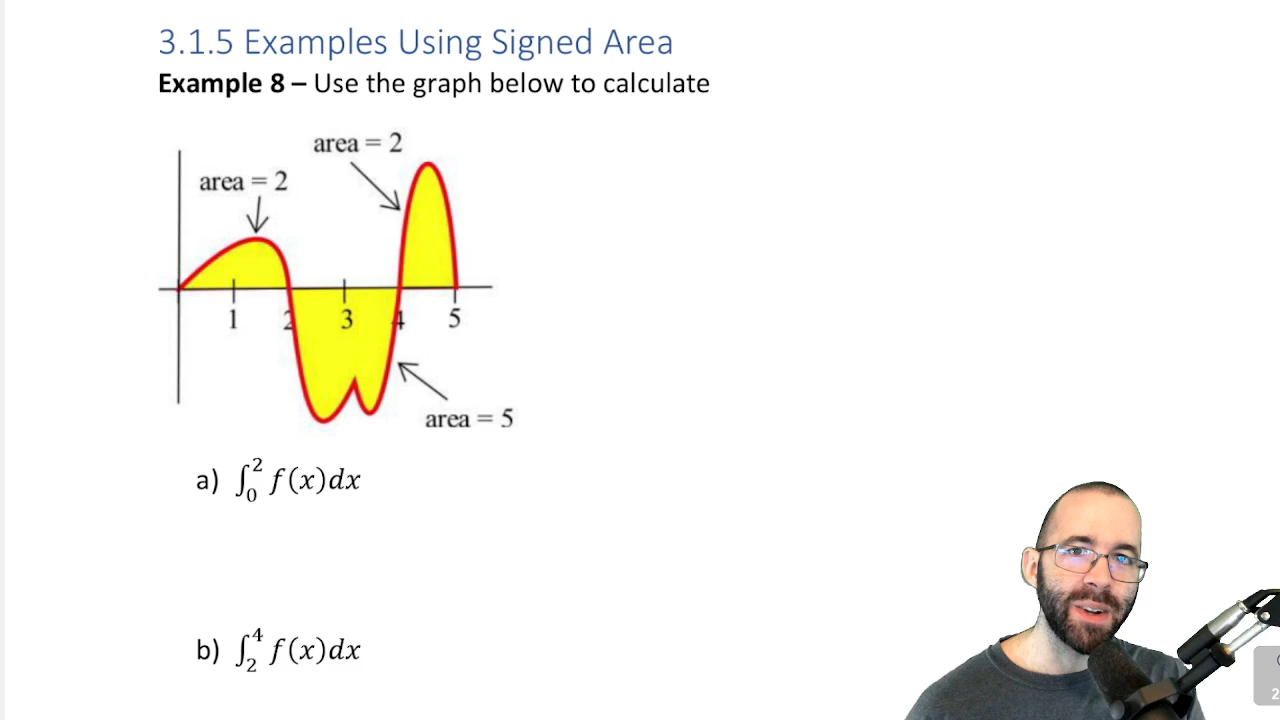 3.1.5 Examples Using Signed Area
Example 8 – Use the graph below to calculate
area = 2
area = 2
1 2 3 4 5
area = 5
a) ∫₀² f(x)dx
b) ∫₂⁴ f(x)dx
2